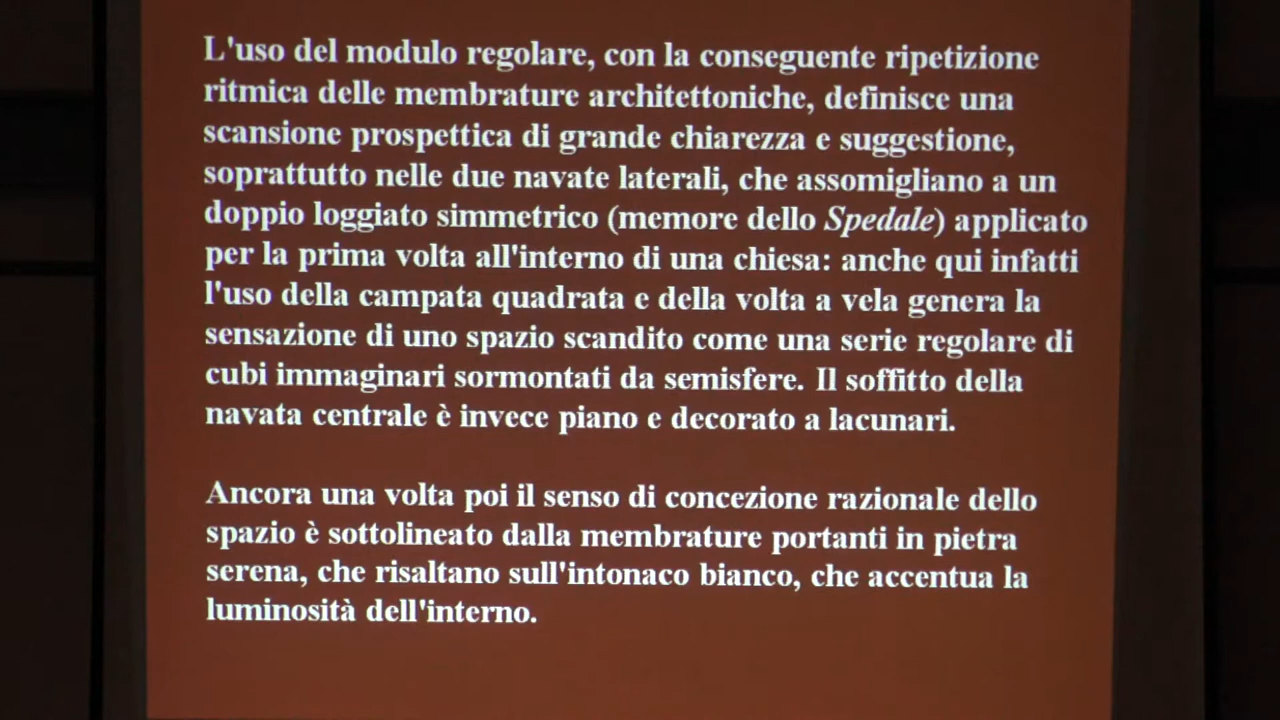 L'uso del modulo regolare, con la conseguente ripetizione
ritmica delle membrature architettoniche, definisce una
scansione prospettica di grande chiarezza e suggestione,
soprattutto nelle due navate laterali, che assomigliano a un
doppio loggiato simmetrico (memore dello Spedale) applicato
per la prima volta all'interno di una chiesa: anche qui infatti
l'uso della campata quadrata e della volta a vela genera la
sensazione di uno spazio scandito come una serie regolare di
cubi immaginari sormontati da semisfere. Il soffitto della
navata centrale è invece piano e decorato a lacunari.
Ancora una volta poi il senso di concezione razionale dello
spazio è sottolineato dalla membrature portanti in pietra
serena, che risaltano sull'intonaco bianco, che accentua la
luminosità dell'interno.